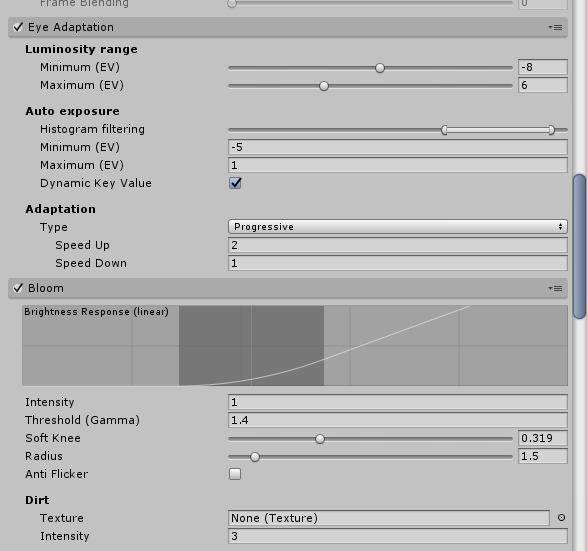 Frame Blending 0
Eye Adaptation
Luminosity range
Minimum (EV) -8
Maximum (EV) 6
Auto exposure
Histogram filtering
Minimum (EV) -5
Maximum (EV) 1
Dynamic Key Value
Adaptation
Type Progressive
Speed Up 2
Speed Down 1
Bloom
Brightness Response (linear)
Intensity 1
Threshold (Gamma) 1.4
Soft Knee 0.319
Radius 1.5
Anti Flicker
Dirt
Texture None (Texture)
Intensity 3